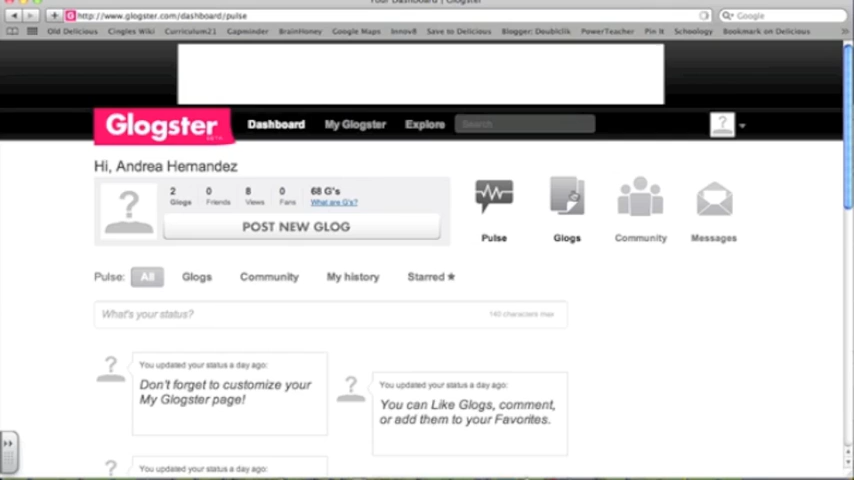 Your Dashboard | Glogster
http://www.glogster.com/dashboard/pulse
Google
Old Delicious Cingles Wiki Curriculum21 Gapminder BrainHoney Google Maps Innov8 Save to Delicious Blogger: Doublclik PowerTeacher Pin It Schoology Bookmark on Delicious
Glogster BETA Dashboard My Glogster Explore Search
Hi, Andrea Hernandez
2 0 8 0 68 G's
Glogs Friends Views Fans What are G's?
POST NEW GLOG
Pulse Glogs Community Messages
Pulse: All Glogs Community My history Starred
What's your status? 140 characters max
You updated your status a day ago:
Don't forget to customize your
My Glogster page!
You updated your status a day ago:
You can Like Glogs, comment,
or add them to your Favorites.
You updated your status a day ago: